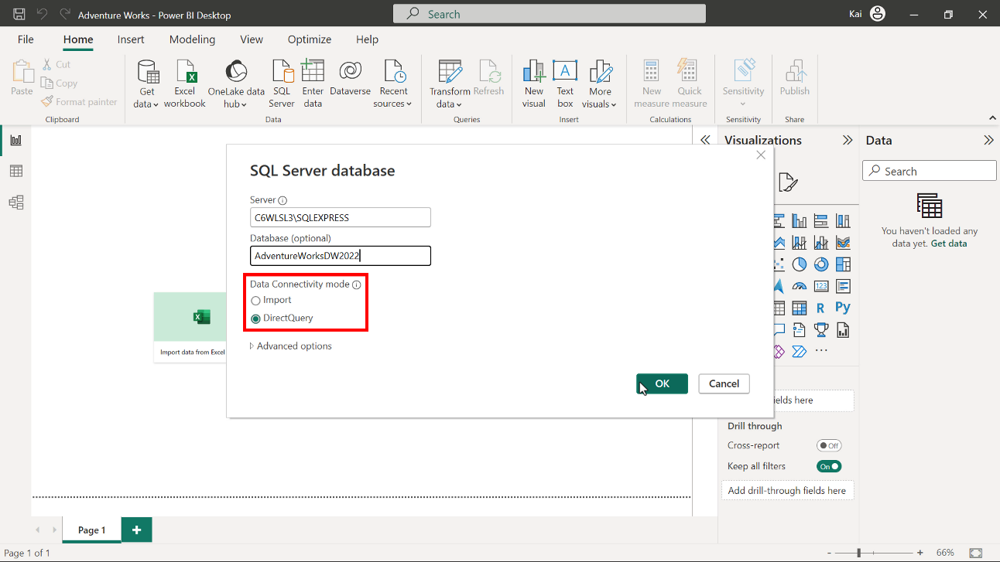 Adventure Works - Power BI Desktop
Search
Kai
File Home Insert Modeling View Optimize Help
Paste
Cut
Copy
Format painter
Clipboard
Get data
Excel workbook
OneLake data hub
SQL Server
Enter data
Dataverse
Recent sources
Data
Transform data
Refresh
Queries
New visual
A
Text box
More visuals
Insert
New measure
Quick measure
Calculations
Sensitivity
Sensitivity
Publish
Share
Import data from Excel
SQL Server database
Server
C6WLSL3\SQLEXPRESS
Database (optional)
AdventureWorksDW2022
Data Connectivity mode
Import
DirectQuery
Advanced options
OK
Cancel
Visualizations
123
R
Py
ields here
Drill through
Cross-report
Off
Keep all filters
On
Add drill-through fields here
Data
Search
You haven't loaded any
data yet. Get data
Page 1
Page 1 of 1
66%